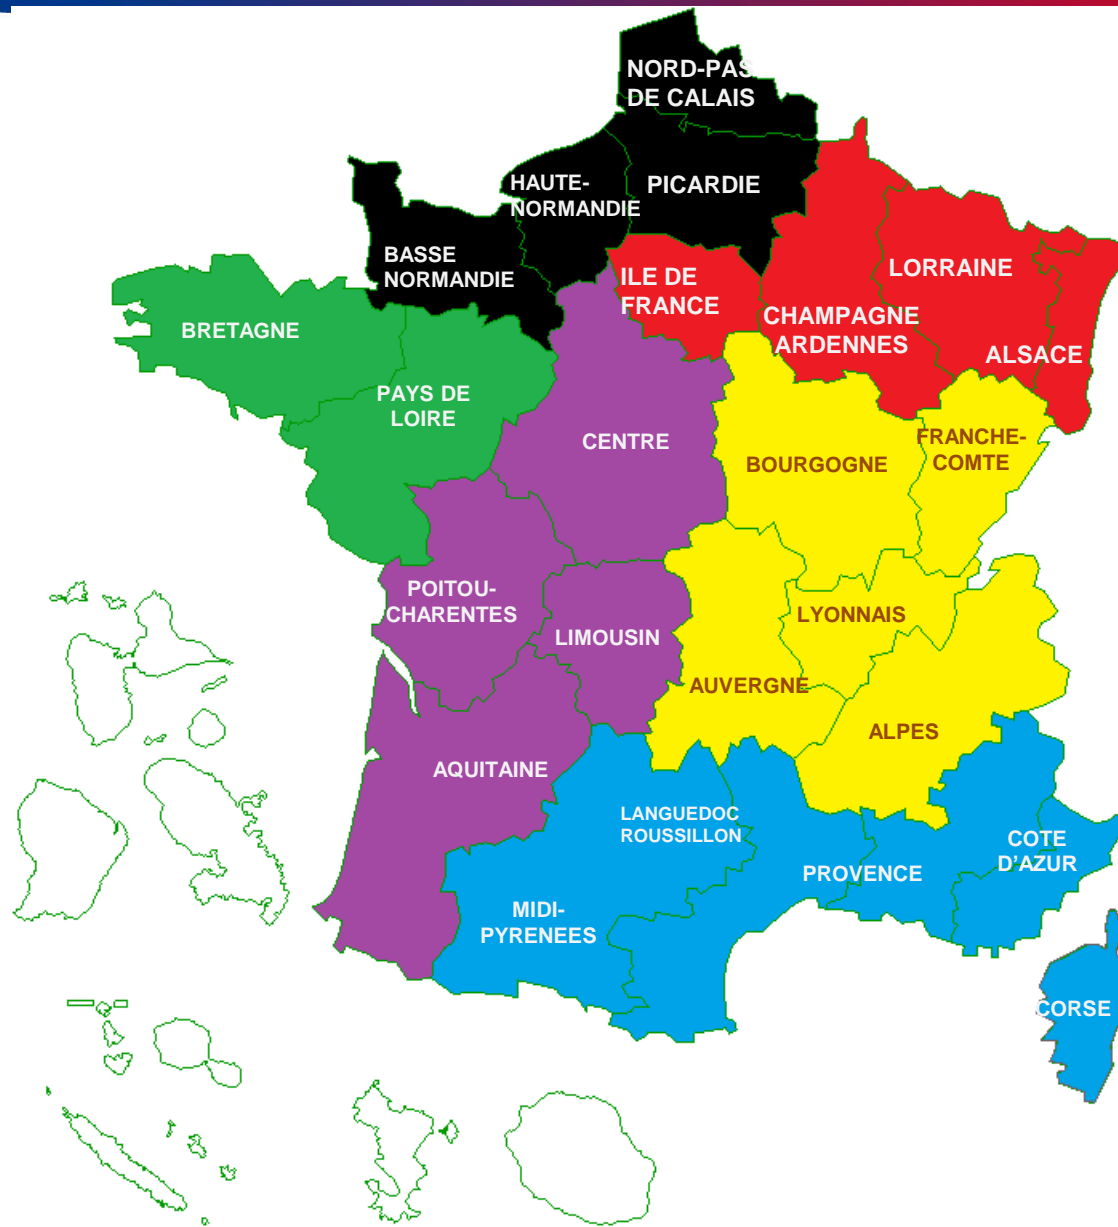 NORD-PAS
DE CALAIS
HAUTE-
NORMANDIE
PICARDIE
BASSE
NORMANDIE
ILE DE
FRANCE
LORRAINE
CHAMPAGNE
ARDENNES
ALSACE
BRETAGNE
PAYS DE
LOIRE
CENTRE
BOURGOGNE
FRANCHE-
COMTE
POITOU-
CHARENTES
LIMOUSIN
LYONNAIS
AUVERGNE
ALPES
AQUITAINE
LANGUEDOC
ROUSSILLON
COTE
D’AZUR
PROVENCE
MIDI-
PYRENEES
CORSE